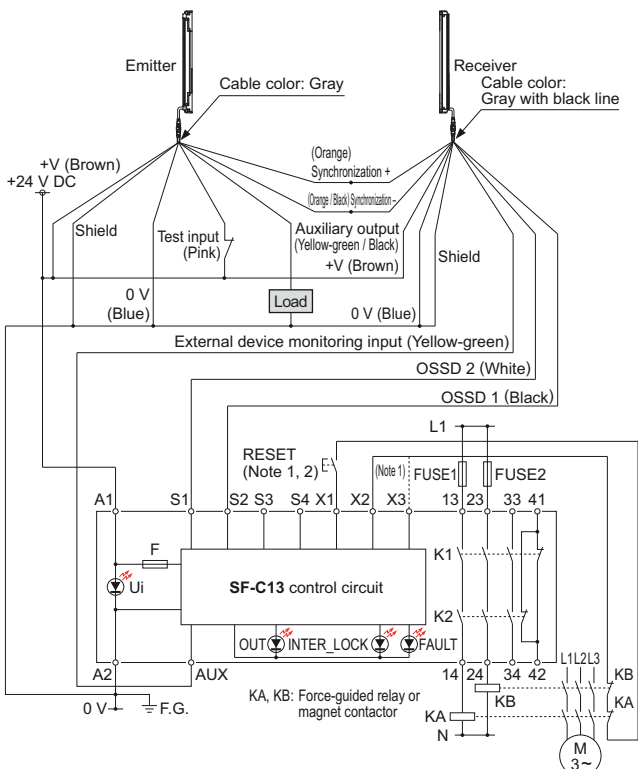 Emitter
Receiver
Cable color: Gray
Cable color:
Gray with black line
+V (Brown)
+24 V DC
(Orange)
Synchronization +
(Orange / Black) Synchronization –
Shield
Test input
(Pink)
Auxiliary output
(Yellow-green / Black)
+V (Brown)
Shield
0 V
(Blue)
Load
0 V (Blue)
External device monitoring input (Yellow-green)
OSSD 2 (White)
OSSD 1 (Black)
L1
RESET
(Note 1, 2)
(Note 1)
FUSE1
FUSE2
A1 S1 S2 S3 S4 X1 X2 X3 13 23 33 41
F
K1
Ui
SF-C13 control circuit
K2
OUT INTER_LOCK FAULT
A2 AUX 14 24 34 42
L1 L2 L3
KA, KB: Force-guided relay or
magnet contactor
KB
KB
KA
0 V
F.G.
KA
N
M
3~